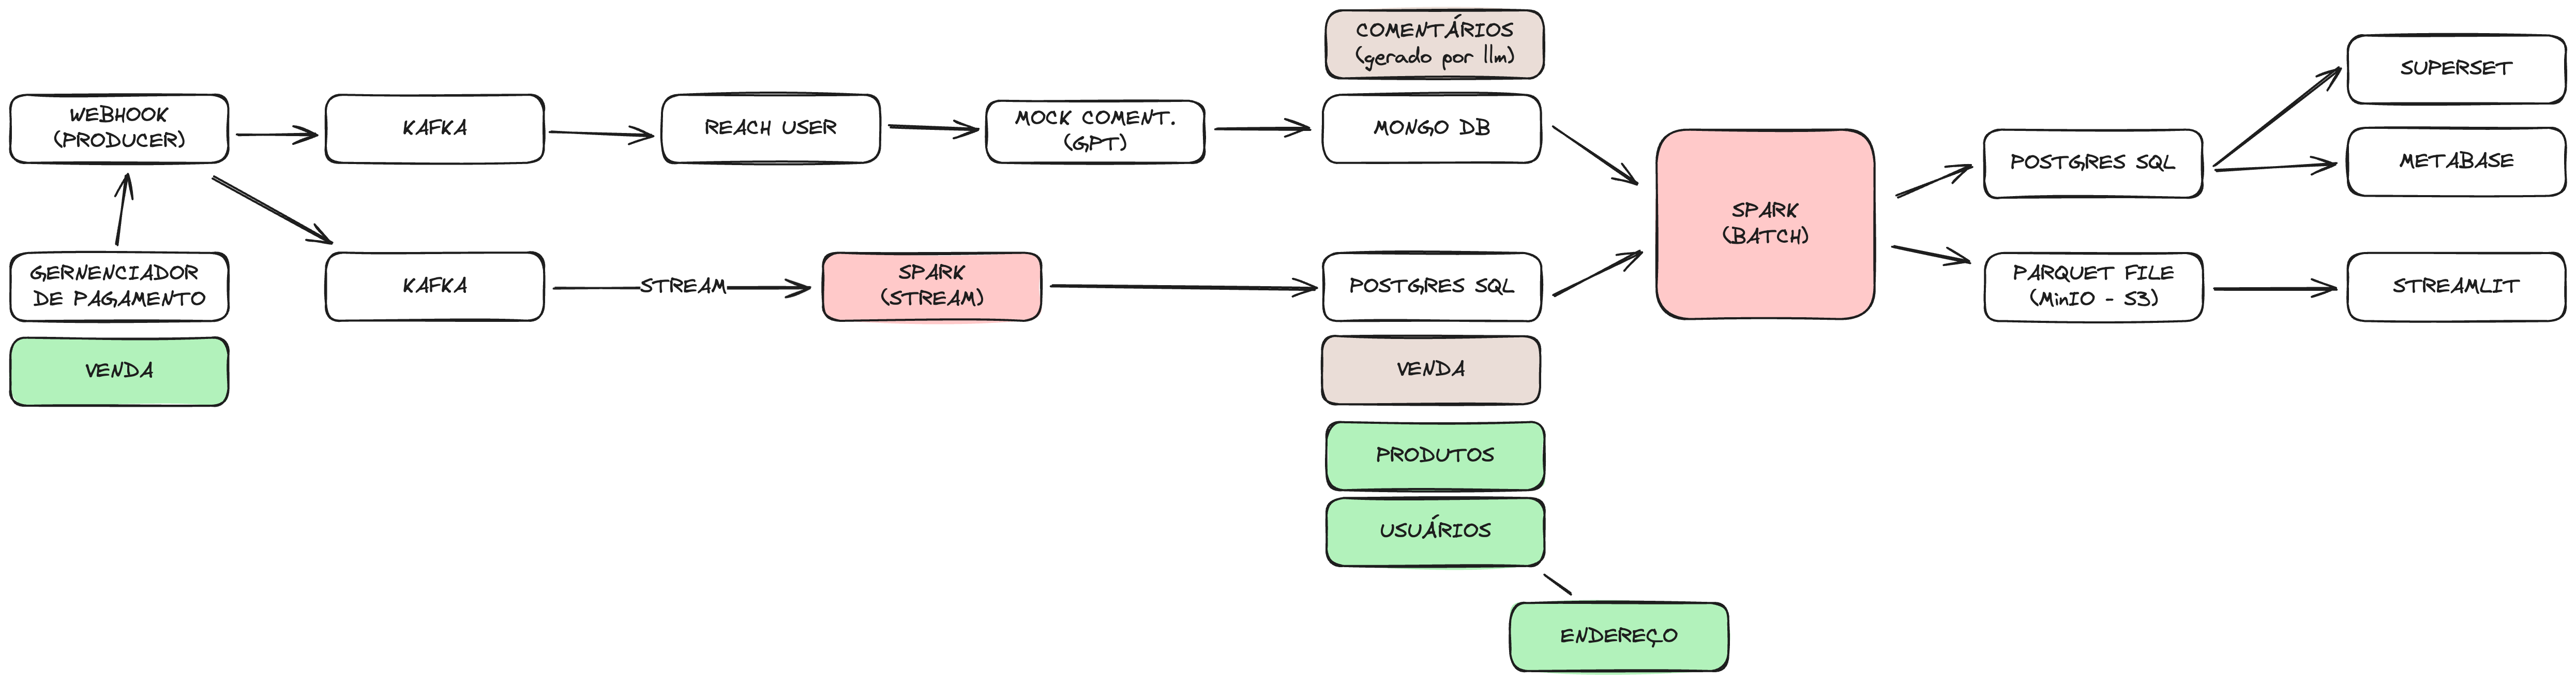 COMENTÁRIOS
(gerado por llm)
SUPERSET
WEBHOOK
(PRODUCER)
KAFKA
REACH USER
MOCK COMENT.
(GPT)
MONGO DB
POSTGRES SQL
METABASE
SPARK
(BATCH)
GERNENCIADOR
DE PAGAMENTO
KAFKA
STREAM
SPARK
(STREAM)
POSTGRES SQL
PARQUET FILE
(MinIO - S3)
STREAMLIT
VENDA
VENDA
PRODUTOS
USUÁRIOS
ENDEREÇO